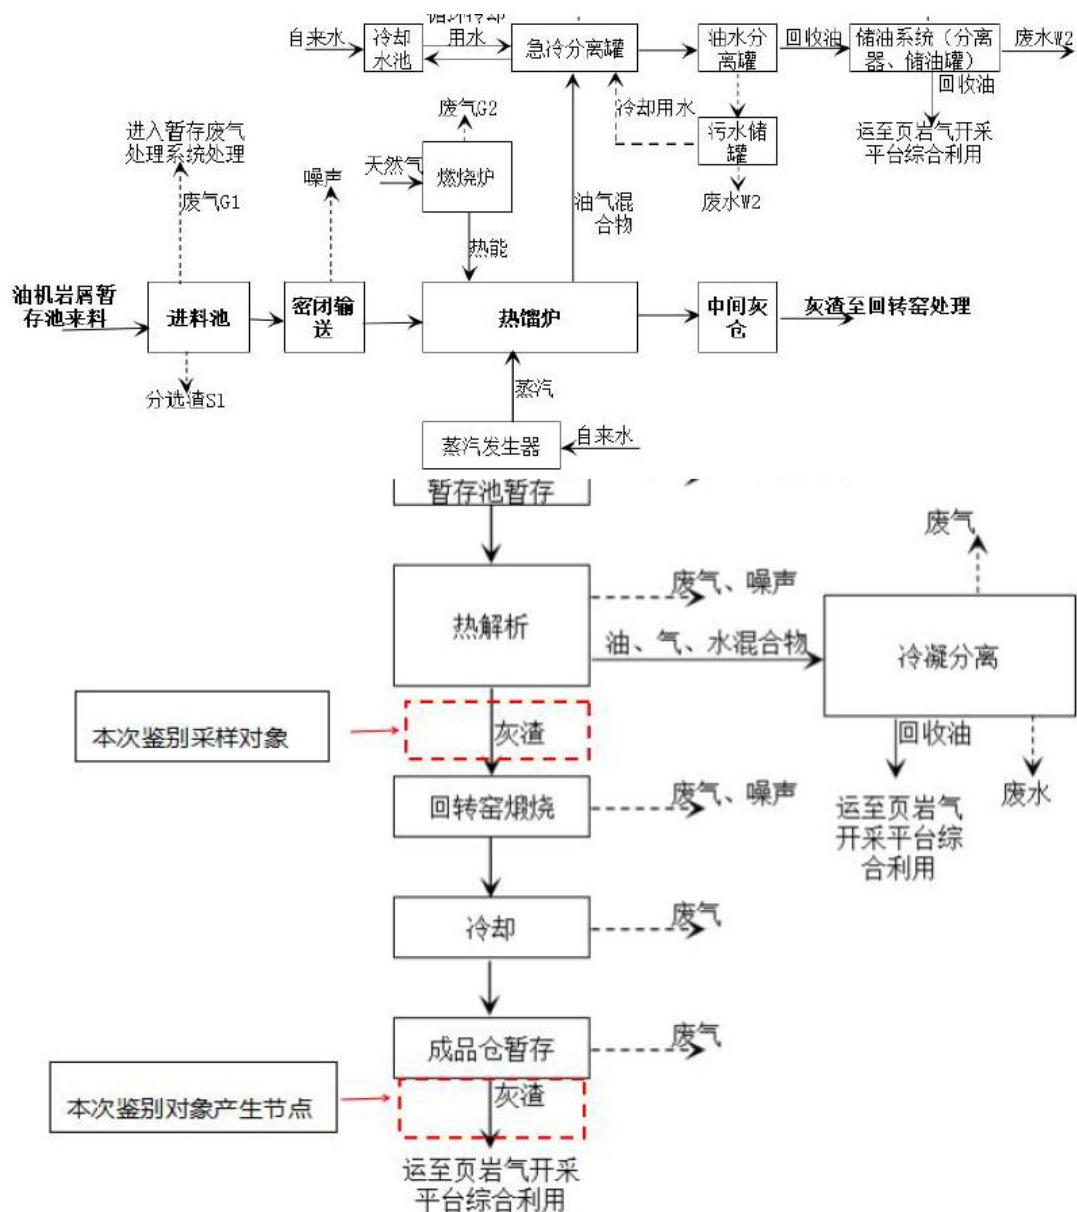 循环冷却
自来水
冷却
水池
用水
急冷分离罐
油水分
离罐
回收油
储油系统（分离
器、储油罐）
废水W2
回收油
进入暂存废气
处理系统处理
废气G1
噪声
废气G2
天然气
燃烧炉
热能
油气混
合物
冷却用水
污水储
罐
废水W2
运至页岩气开采
平台综合利用
油机岩屑暂
存池来料
进料池
密闭输
送
热馏炉
中间灰
仓
灰渣至回转窑处理
分选渣S1
蒸汽
蒸汽发生器
自来水
暂存池暂存
废气
热解析
废气、噪声
油、气、水混合物
冷凝分离
本次鉴别采样对象
灰渣
回收油
废水
回转窑煅烧
废气、噪声
运至页岩气
开采平台综
合利用
冷却
废气
成品仓暂存
废气
本次鉴别对象产生节点
灰渣
运至页岩气开采
平台综合利用